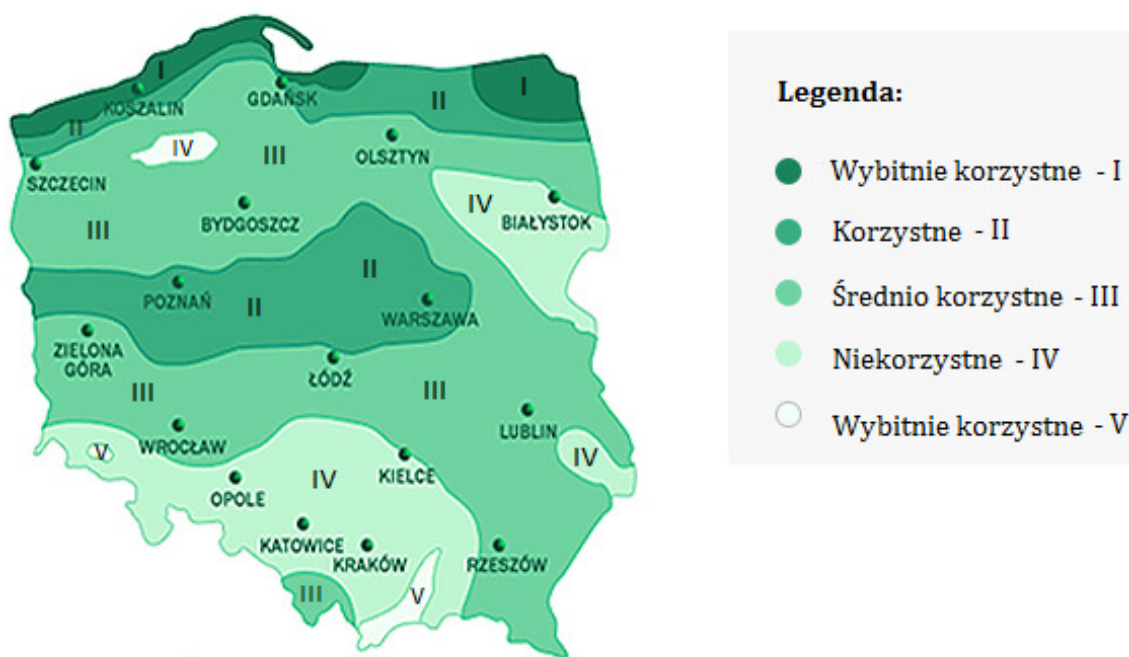 I
KOSZALIN
GDAŃSK
II
I
II
IV
III
OLSZTYN
SZCZECIN
IV
BYDGOSZCZ
BIAŁYSTOK
III
II
POZNAŃ
II
WARSZAWA
ZIELONA
GÓRA
ŁÓDŹ
III
III
LUBLIN
WROCŁAW
V
IV
IV
KIELCE
OPOLE
KATOWICE
KRAKÓW
RZESZÓW
III
V
Legenda:
Wybitnie korzystne - I
Korzystne - II
Średnio korzystne - III
Niekorzystne - IV
Wybitnie korzystne - V